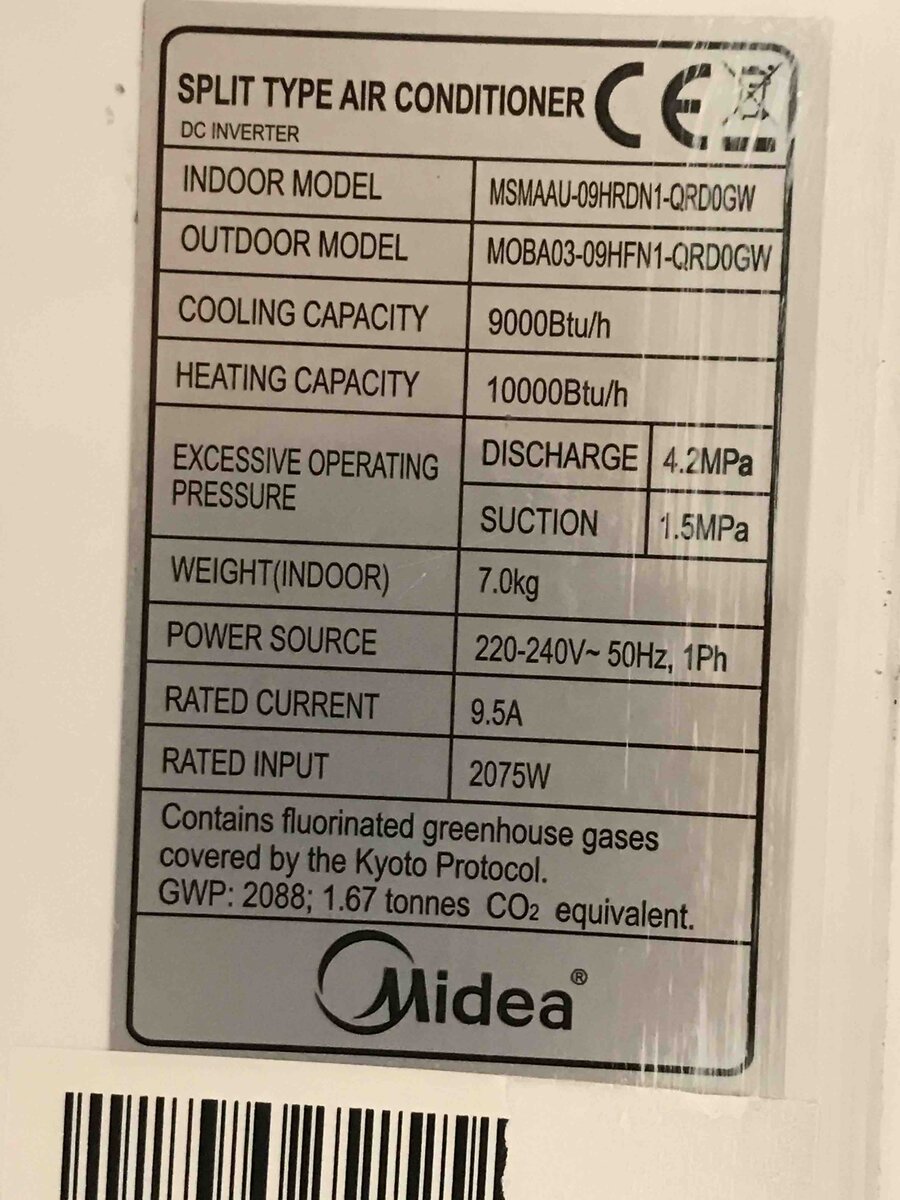 SPLIT TYPE AIR CONDITIONER CE
DC INVERTER
INDOOR MODEL MSMAAU-09HRDN1-QRD0GW
OUTDOOR MODEL MOBA03-09HFN1-QRD0GW
COOLING CAPACITY 9000Btu/h
HEATING CAPACITY 10000Btu/h
EXCESSIVE OPERATING
PRESSURE
DISCHARGE 4.2MPa
SUCTION 1.5MPa
WEIGHT(INDOOR) 7.0kg
POWER SOURCE 220-240V~ 50Hz, 1Ph
RATED CURRENT 9.5A
RATED INPUT 2075W
Contains fluorinated greenhouse gases
covered by the Kyoto Protocol.
GWP: 2088; 1.67 tonnes CO₂ equivalent.
Midea®